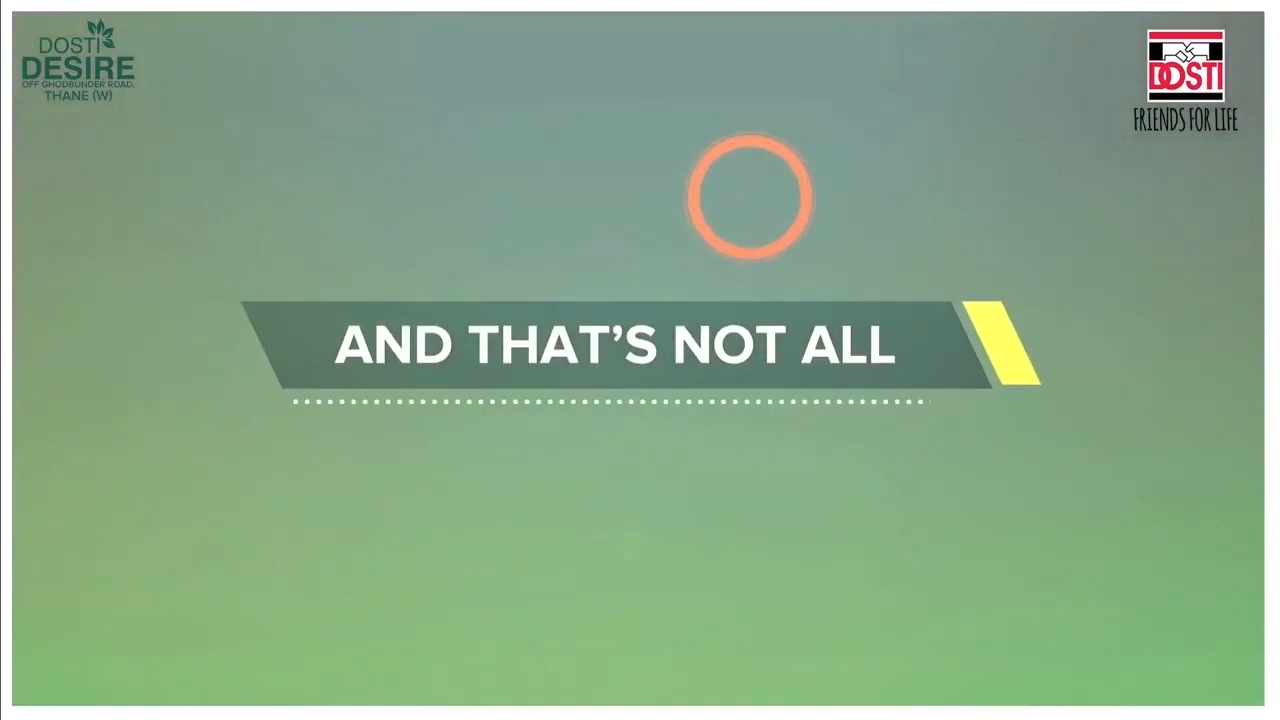 DOSTI
DESIRE
OFF GHODBUNDER ROAD,
THANE (W)
DOSTI
FRIENDS FOR LIFE
AND THAT’S NOT ALL